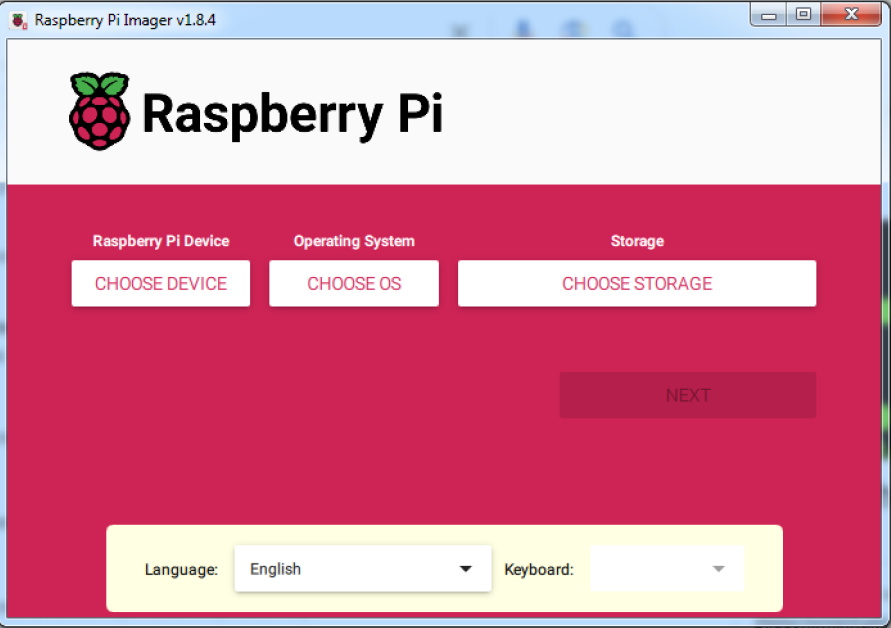 Raspberry Pi Imager v1.8.4
Raspberry Pi
Raspberry Pi Device Operating System Storage
CHOOSE DEVICE CHOOSE OS CHOOSE STORAGE
NEXT
Language: English Keyboard: